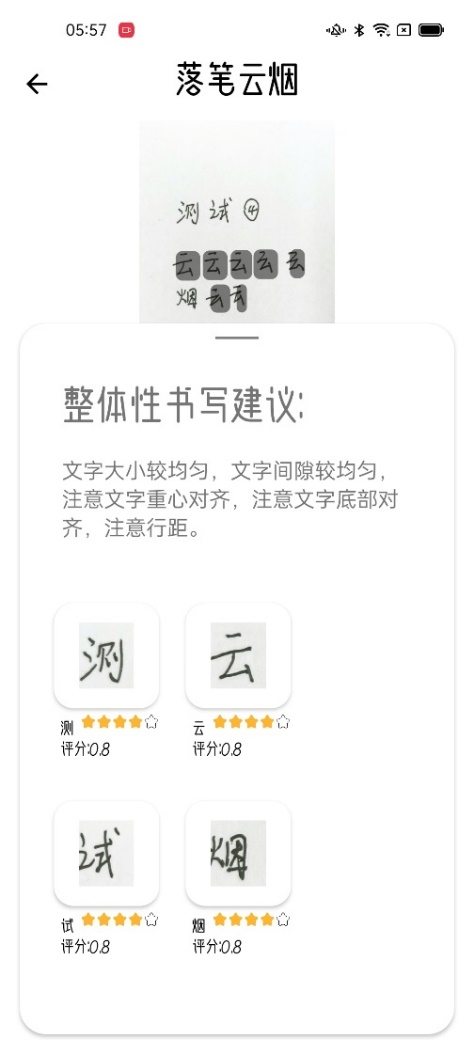 05:57
落笔云烟
测试④
云云云云云
烟云云
整体性书写建议:
文字大小较均匀，文字间隙较均匀，
注意文字重心对齐，注意文字底部对
齐，注意行距。
测 云
测 云
评分:0.8 评分:0.8
试 烟
试 烟
评分:0.8 评分:0.8